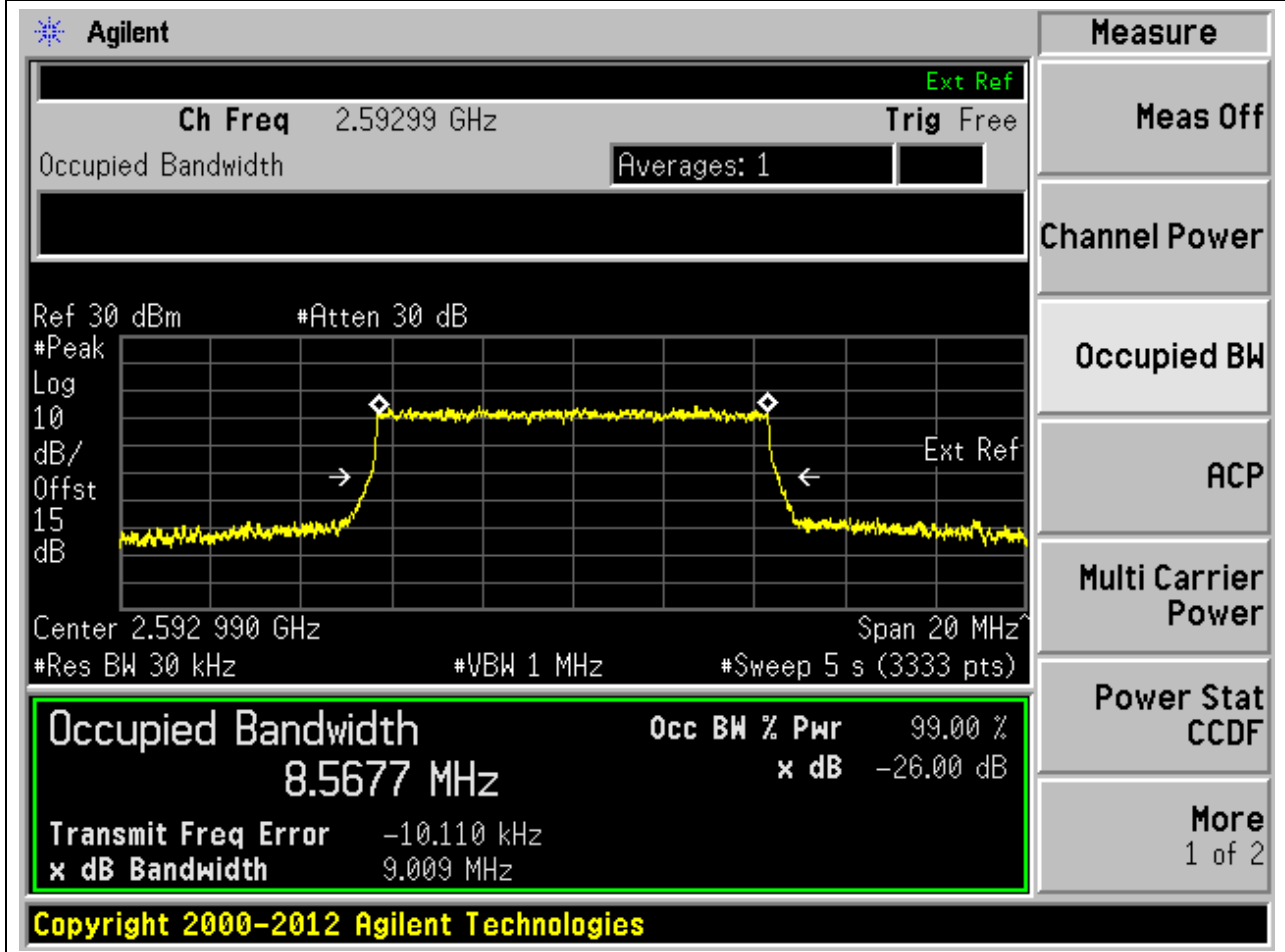 Agilent
Measure
Ext Ref
Ch Freq 2.59299 GHz Trig Free
Meas Off
Occupied Bandwidth Averages: 1
Channel Power
Ref 30 dBm #Atten 30 dB
#Peak
Log
10
dB/
Offst
15
dB
Ext Ref
Occupied BW
ACP
Center 2.592 990 GHz Span 20 MHz^
#Res BW 30 kHz #VBW 1 MHz #Sweep 5 s (3333 pts)
Multi Carrier
Power
Occupied Bandwidth Occ BW % Pwr 99.00 %
8.5677 MHz x dB -26.00 dB
Transmit Freq Error -10.110 kHz
x dB Bandwidth 9.009 MHz
Power Stat
CCDF
More
1 of 2
Copyright 2000-2012 Agilent Technologies